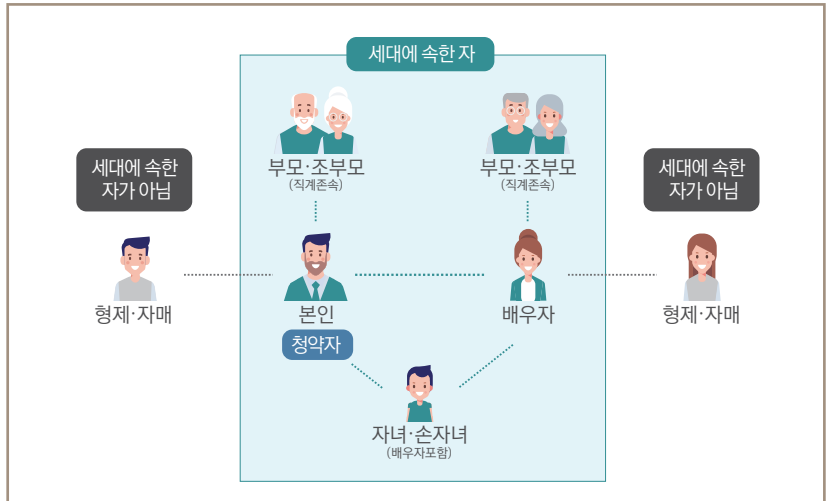 세대에 속한 자
부모·조부모
(직계존속)
부모·조부모
(직계존속)
세대에 속한
자가 아님
세대에 속한
자가 아님
형제·자매
본인
청약자
배우자
형제·자매
자녀·손자녀
(배우자포함)